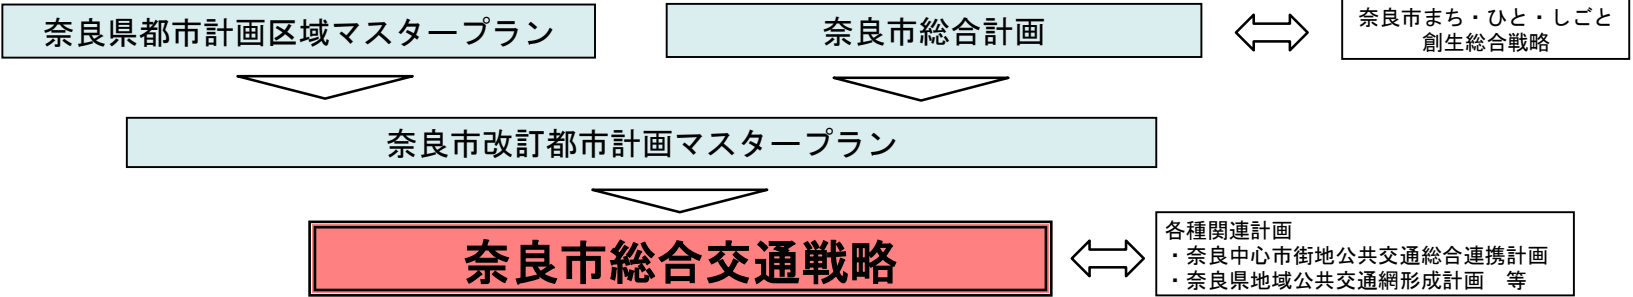 奈良県都市計画区域マスタープラン
奈良市総合計画
奈良市まち・ひと・しごと
創生総合戦略
奈良市改訂都市計画マスタープラン
奈良市総合交通戦略
各種関連計画
・奈良中心市街地公共交通総合連携計画
・奈良県地域公共交通網形成計画　等